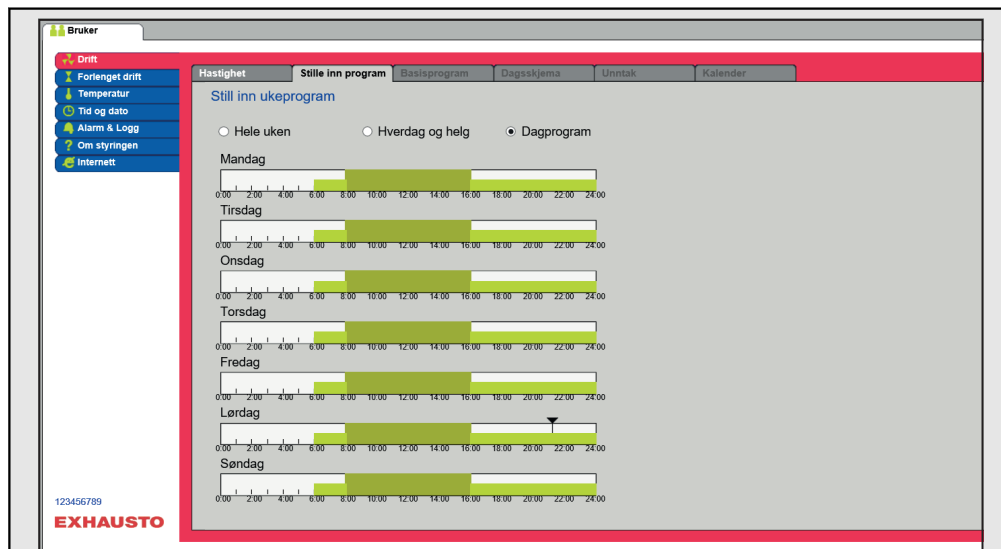 Bruker
Drift
Forlenget drift
Temperatur
Tid og dato
Alarm & Logg
Om styringen
Internett
Hastighet Stille inn program Basisprogram Dagsskjema Unntak Kalender
Still inn ukeprogram
Hele uken Hverdag og helg Dagprogram
Mandag
0:00 2:00 4:00 6:00 8:00 10:00 12:00 14:00 16:00 18:00 20:00 22:00 24:00
Tirsdag
0:00 2:00 4:00 6:00 8:00 10:00 12:00 14:00 16:00 18:00 20:00 22:00 24:00
Onsdag
0:00 2:00 4:00 6:00 8:00 10:00 12:00 14:00 16:00 18:00 20:00 22:00 24:00
Torsdag
0:00 2:00 4:00 6:00 8:00 10:00 12:00 14:00 16:00 18:00 20:00 22:00 24:00
Fredag
0:00 2:00 4:00 6:00 8:00 10:00 12:00 14:00 16:00 18:00 20:00 22:00 24:00
Lørdag
0:00 2:00 4:00 6:00 8:00 10:00 12:00 14:00 16:00 18:00 20:00 22:00 24:00
Søndag
0:00 2:00 4:00 6:00 8:00 10:00 12:00 14:00 16:00 18:00 20:00 22:00 24:00
123456789
EXHAUSTO